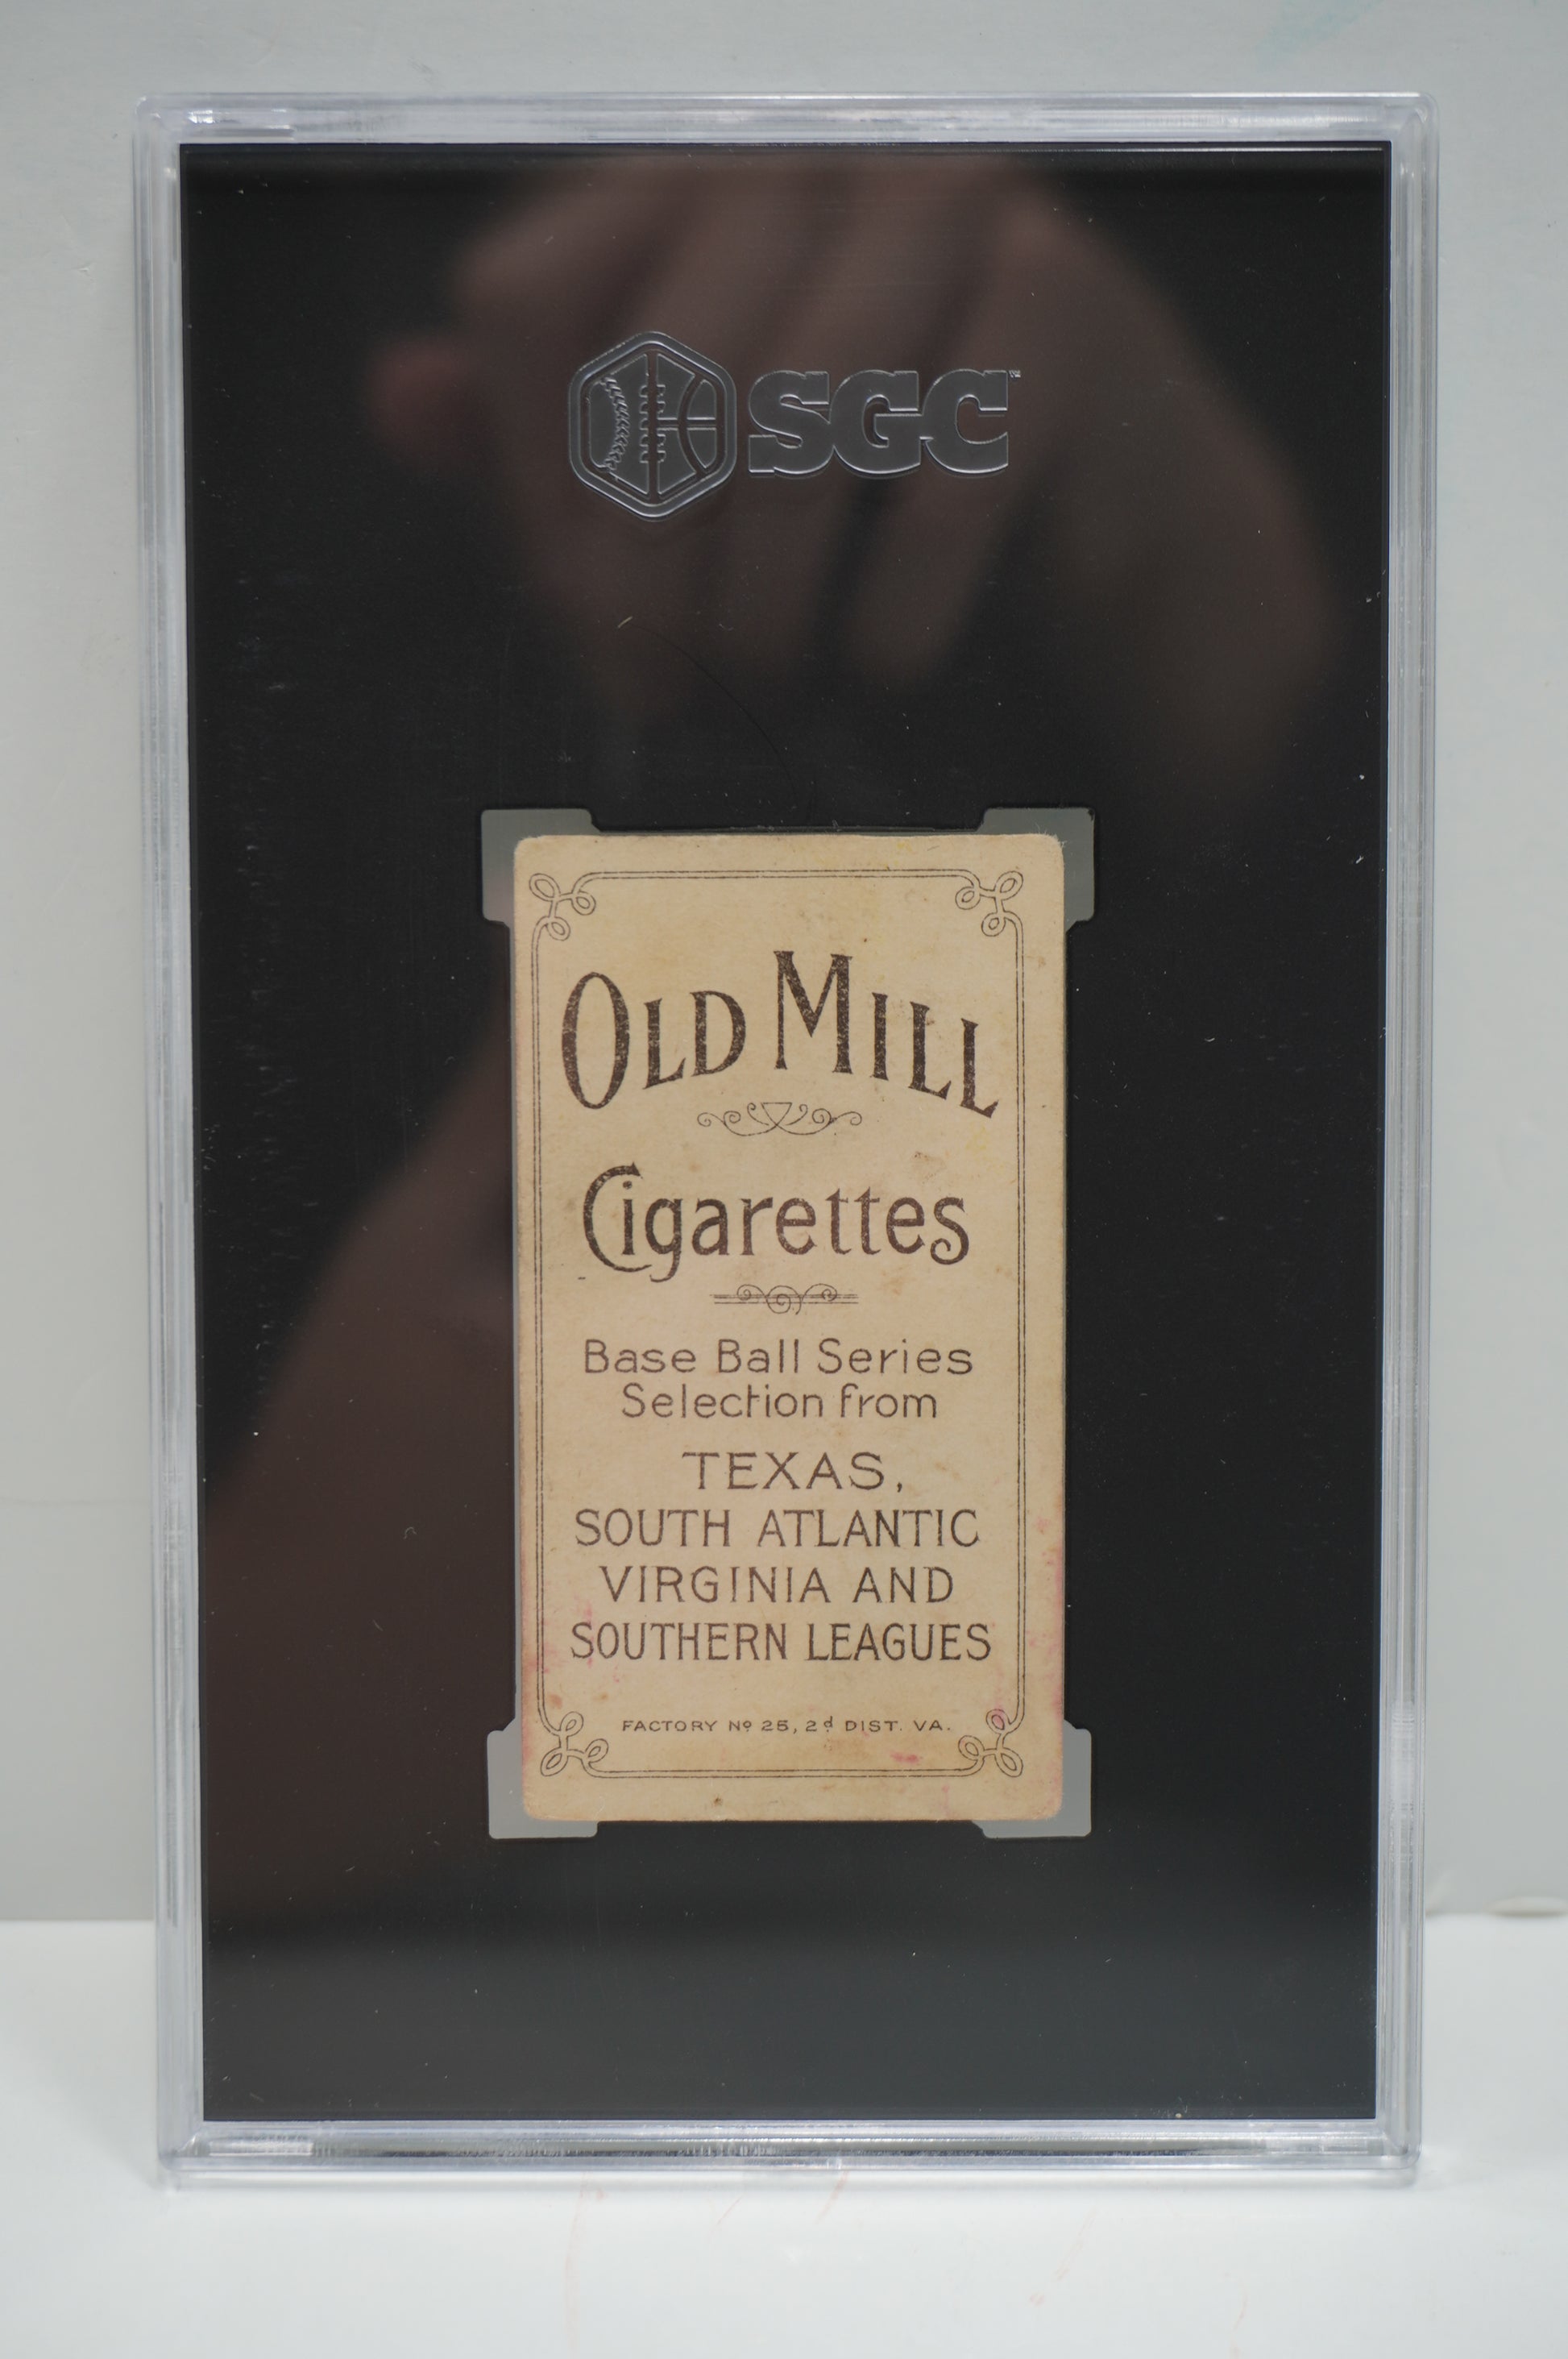 SGC™
OLD MILL
Cigarettes
Base Ball Series
Selection from
TEXAS,
SOUTH ATLANTIC
VIRGINIA AND
SOUTHERN LEAGUES
FACTORY Nº 25, 2d DIST. VA.